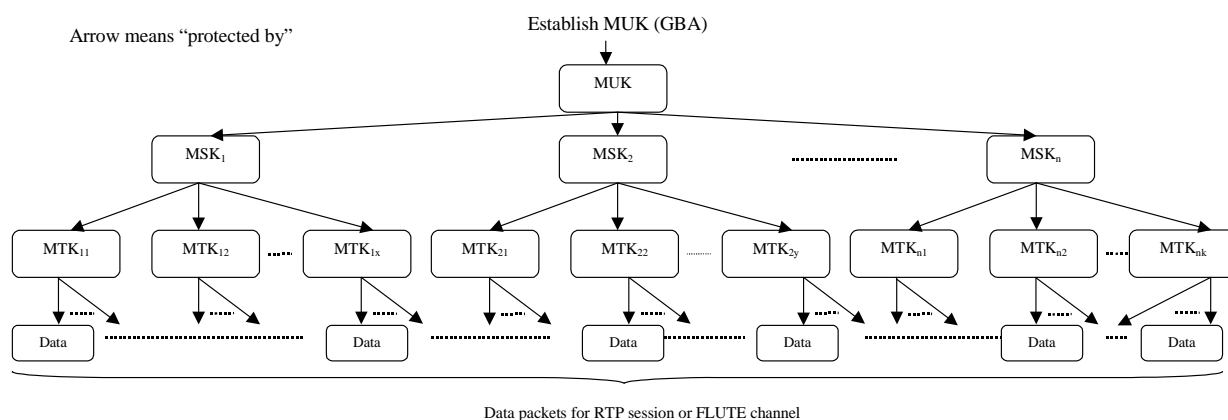 Establish MUK (GBA)
Arrow means “protected by”
MUK
MSK1 MSK2 MSKn
MTK11 MTK12 MTK1x MTK21 MTK22 MTK2y MTKn1 MTKn2 MTKnk
Data Data Data Data Data Data
Data packets for RTP session or FLUTE channel